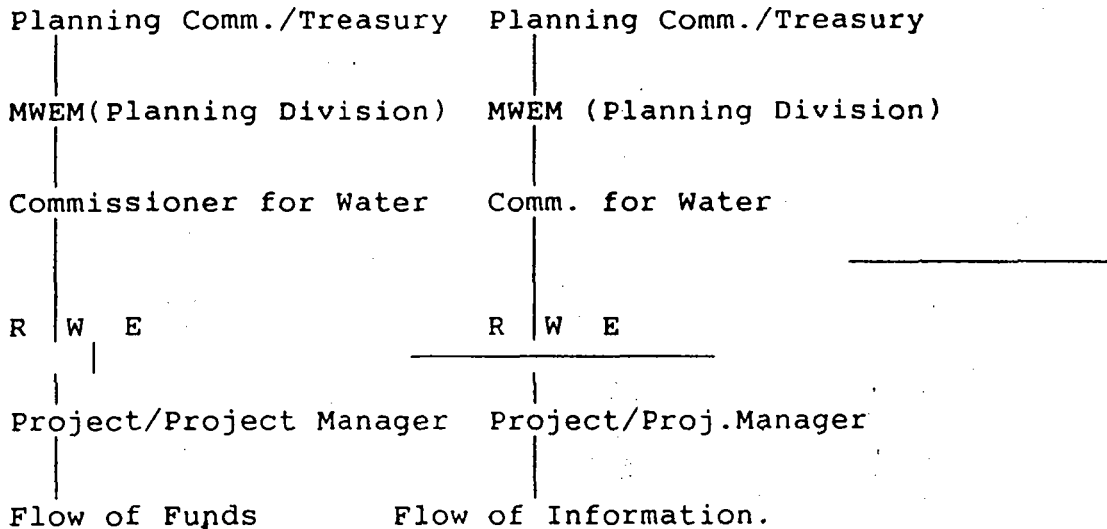 Planning Comm./Treasury Planning Comm./Treasury
MWEM(Planning Division) MWEM (Planning Division)
Commissioner for Water Comm. for Water
R W E R W E
Project/Project Manager Project/Proj.Manager
Flow of Funds Flow of Information.